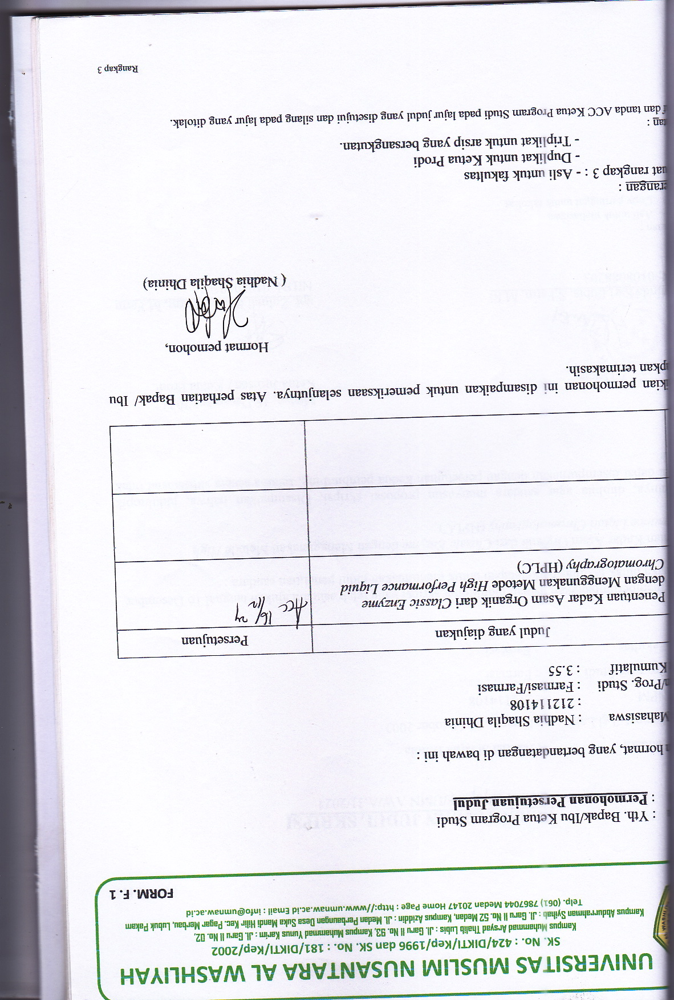 UNIVERSITAS MUSLIM NUSANTARA AL WASHLIYAH
SK. No. : 424/DIKTI/Kep/1996 dan SK. No. : 181/DIKTI/Kep/2002
Kampus Muhammad Arsyad Thalib Lubis : Jl. Garu II No. 93, Kampus Muhammad Yunus Karim : Jl. Garu II No. 02,
Kampus Abdurrahman Syihab : Jl. Garu II No. 52 Medan, Kampus Aziddin : Jl. Medan Perbaungan Desa Suka Mandi Hilir Kec. Pagar Merbau, Lubuk Pakam
Telp. (061) 7867044 Medan 20147 Home Page : http://www.umnaw.ac.id Email : info@umnaw.ac.id
FORM. F. 1
: Yth. Bapak/Ibu Ketua Program Studi
: Permohonan Persetujuan Judul
hormat, yang bertandatangan di bawah ini :
Mahasiswa : Nadhia Shaqila Dhinia
: 212114108
/Prog. Studi : Farmasi/Farmasi
Kumulatif : 3.55
Judul yang diajukan Persetujuan
Penentuan Kadar Asam Organik dari Classic Enzyme
dengan Menggunakan Metode High Performance Liquid
Chromatography (HPLC)
Acc
16/12 24
kian permohonan ini disampaikan untuk pemeriksaan selanjutnya. Atas perhatian Bapak/ Ibu
pkan terimakasih.
Hormat pemohon,
( Nadhia Shaqila Dhinia)
erangan :
uat rangkap 3 : - Asli untuk fakultas
- Duplikat untuk Ketua Prodi
- Triplikat untuk arsip yang bersangkutan.
an :
f dan tanda ACC Ketua Program Studi pada lajur judul yang disetujui dan silang pada lajur yang ditolak.
Rangkap 3